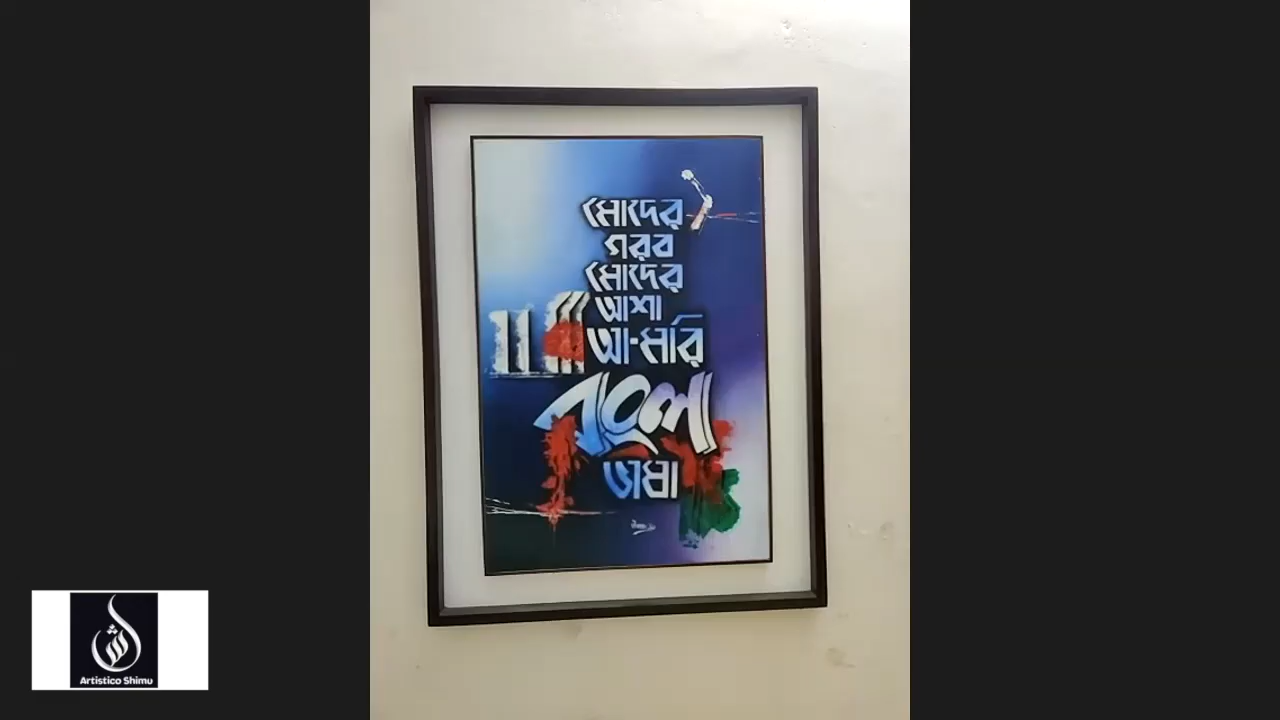 মোদের
গরব
মোদের
আশা
আ-মরি
বাংলা
ভাষা
Artistico Shimu